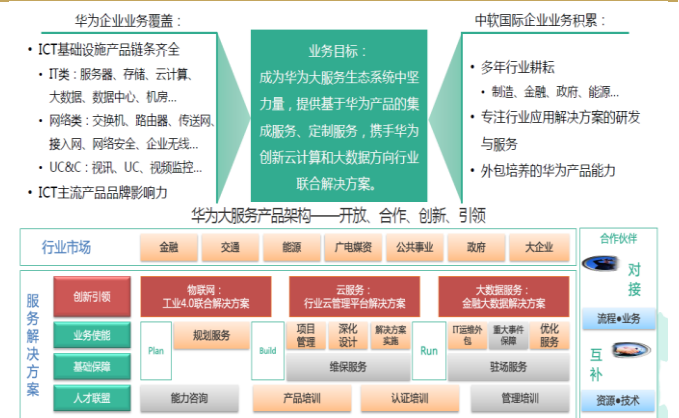 华为企业业务覆盖：
• ICT基础设施产品链条齐全
• IT类：服务器、存储、云计算、
大数据、数据中心、机房...
• 网络类：交换机、路由器、传送网、
接入网、网络安全、企业无线...
• UC&C：视讯、UC、视频监控...
• ICT主流产品品牌影响力
业务目标：
成为华为大服务生态系统中坚
力量，提供基于华为产品的集
成服务、定制服务，携手华为
创新云计算和大数据方向行业
联合解决方案。
中软国际企业业务积累：
• 多年行业耕耘
• 制造、金融、政府、能源...
• 专注行业应用解决方案的研发
与服务
• 外包培养的华为产品能力
华为大服务产品架构——开放、合作、创新、引领
行业市场
金融
交通
能源
广电媒资
公共事业
政府
大企业
服务解决方案
创新引领
物联网：
工业4.0联合解决方案
云服务：
行业云管理平台解决方案
大数据服务：
金融大数据解决方案
业务使能
基础保障
Plan
规划服务
Build
项目
管理
深化
设计
解决方案
实施
维保服务
Run
IT运维外
包
重大事件
保障
优化
服务
驻场服务
人才联盟
能力咨询
产品培训
认证培训
管理培训
合作伙伴
对接
流程●业务
互补
资源●技术